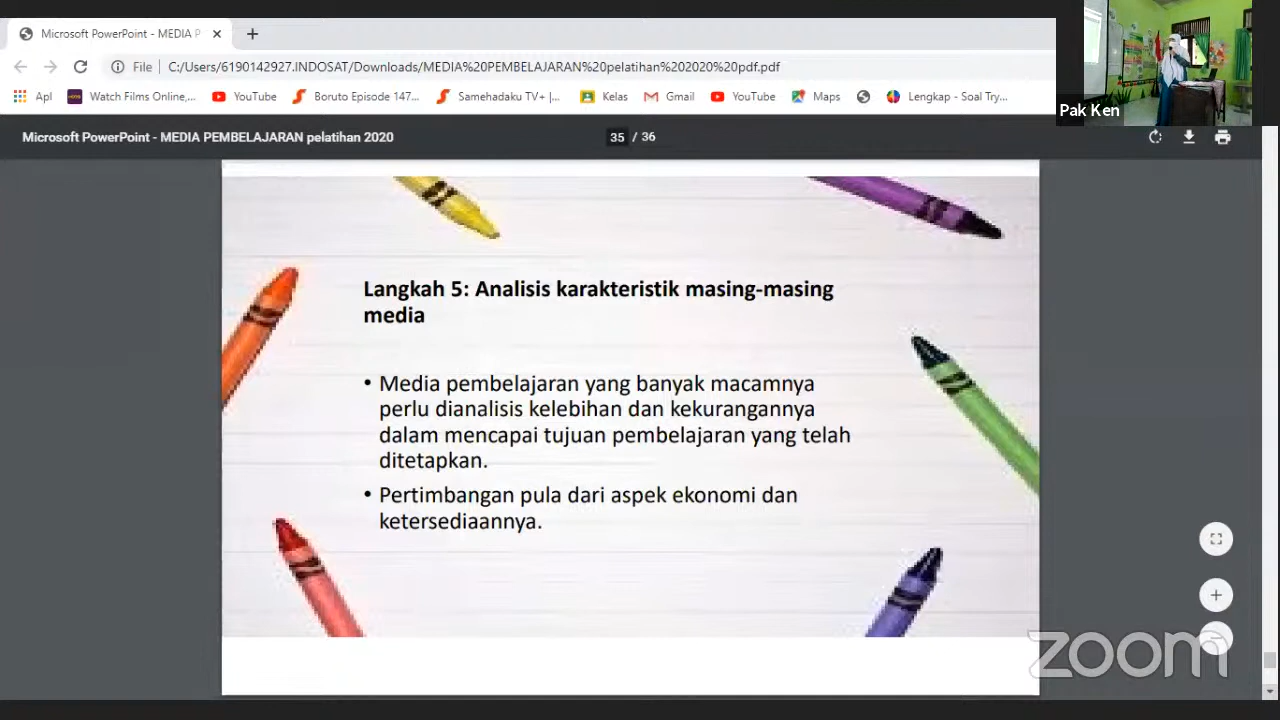 Microsoft PowerPoint - MEDIA P
File
C:/Users/6190142927.INDOSAT/Downloads/MEDIA%20PEMBELAJARAN%20pelatihan%202020%20pdf.pdf
Apl
Watch Films Online,...
YouTube
Boruto Episode 147...
Samehadaku TV+ |...
Kelas
Gmail
YouTube
Maps
Lengkap - Soal Try...
Pak Ken
Microsoft PowerPoint - MEDIA PEMBELAJARAN pelatihan 2020
35 / 36
Langkah 5: Analisis karakteristik masing-masing
media
• Media pembelajaran yang banyak macamnya
perlu dianalisis kelebihan dan kekurangannya
dalam mencapai tujuan pembelajaran yang telah
ditetapkan.
• Pertimbangan pula dari aspek ekonomi dan
ketersediaannya.
zoom